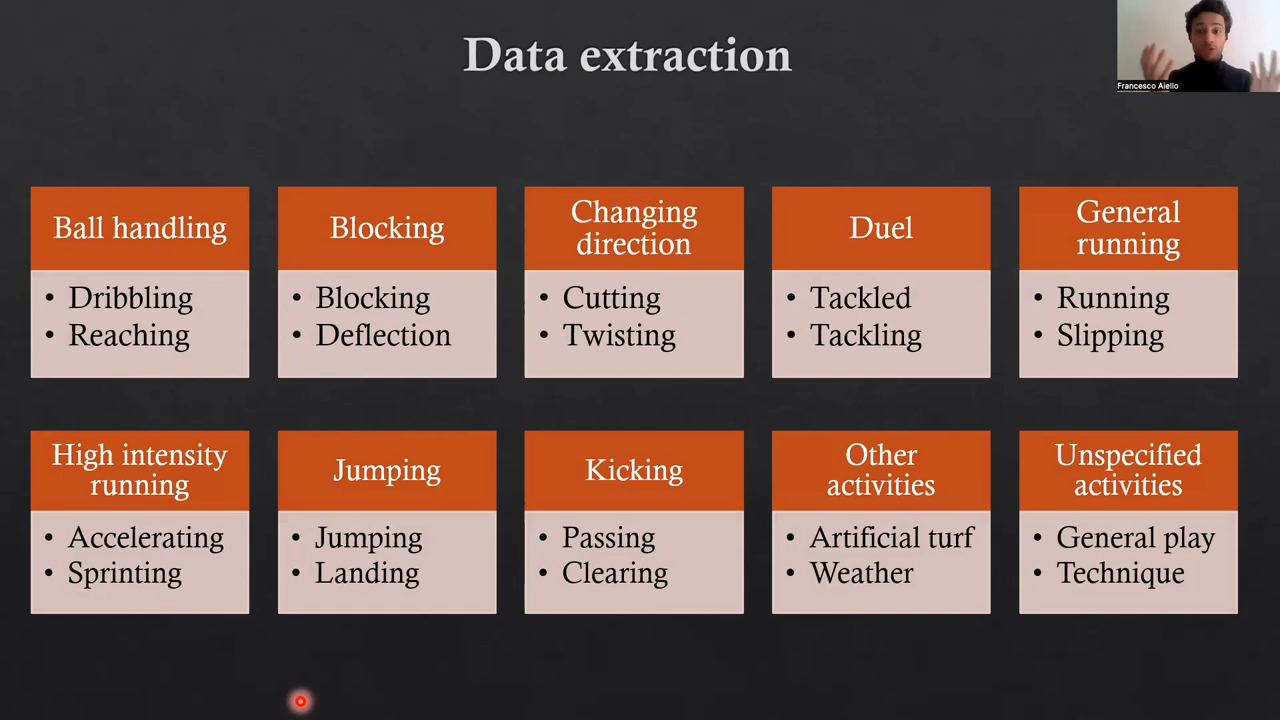 Data extraction
Francesco Aiello
Ball handling
• Dribbling
• Reaching
Blocking
• Blocking
• Deflection
Changing
direction
• Cutting
• Twisting
Duel
• Tackled
• Tackling
General
running
• Running
• Slipping
High intensity
running
• Accelerating
• Sprinting
Jumping
• Jumping
• Landing
Kicking
• Passing
• Clearing
Other
activities
• Artificial turf
• Weather
Unspecified
activities
• General play
• Technique